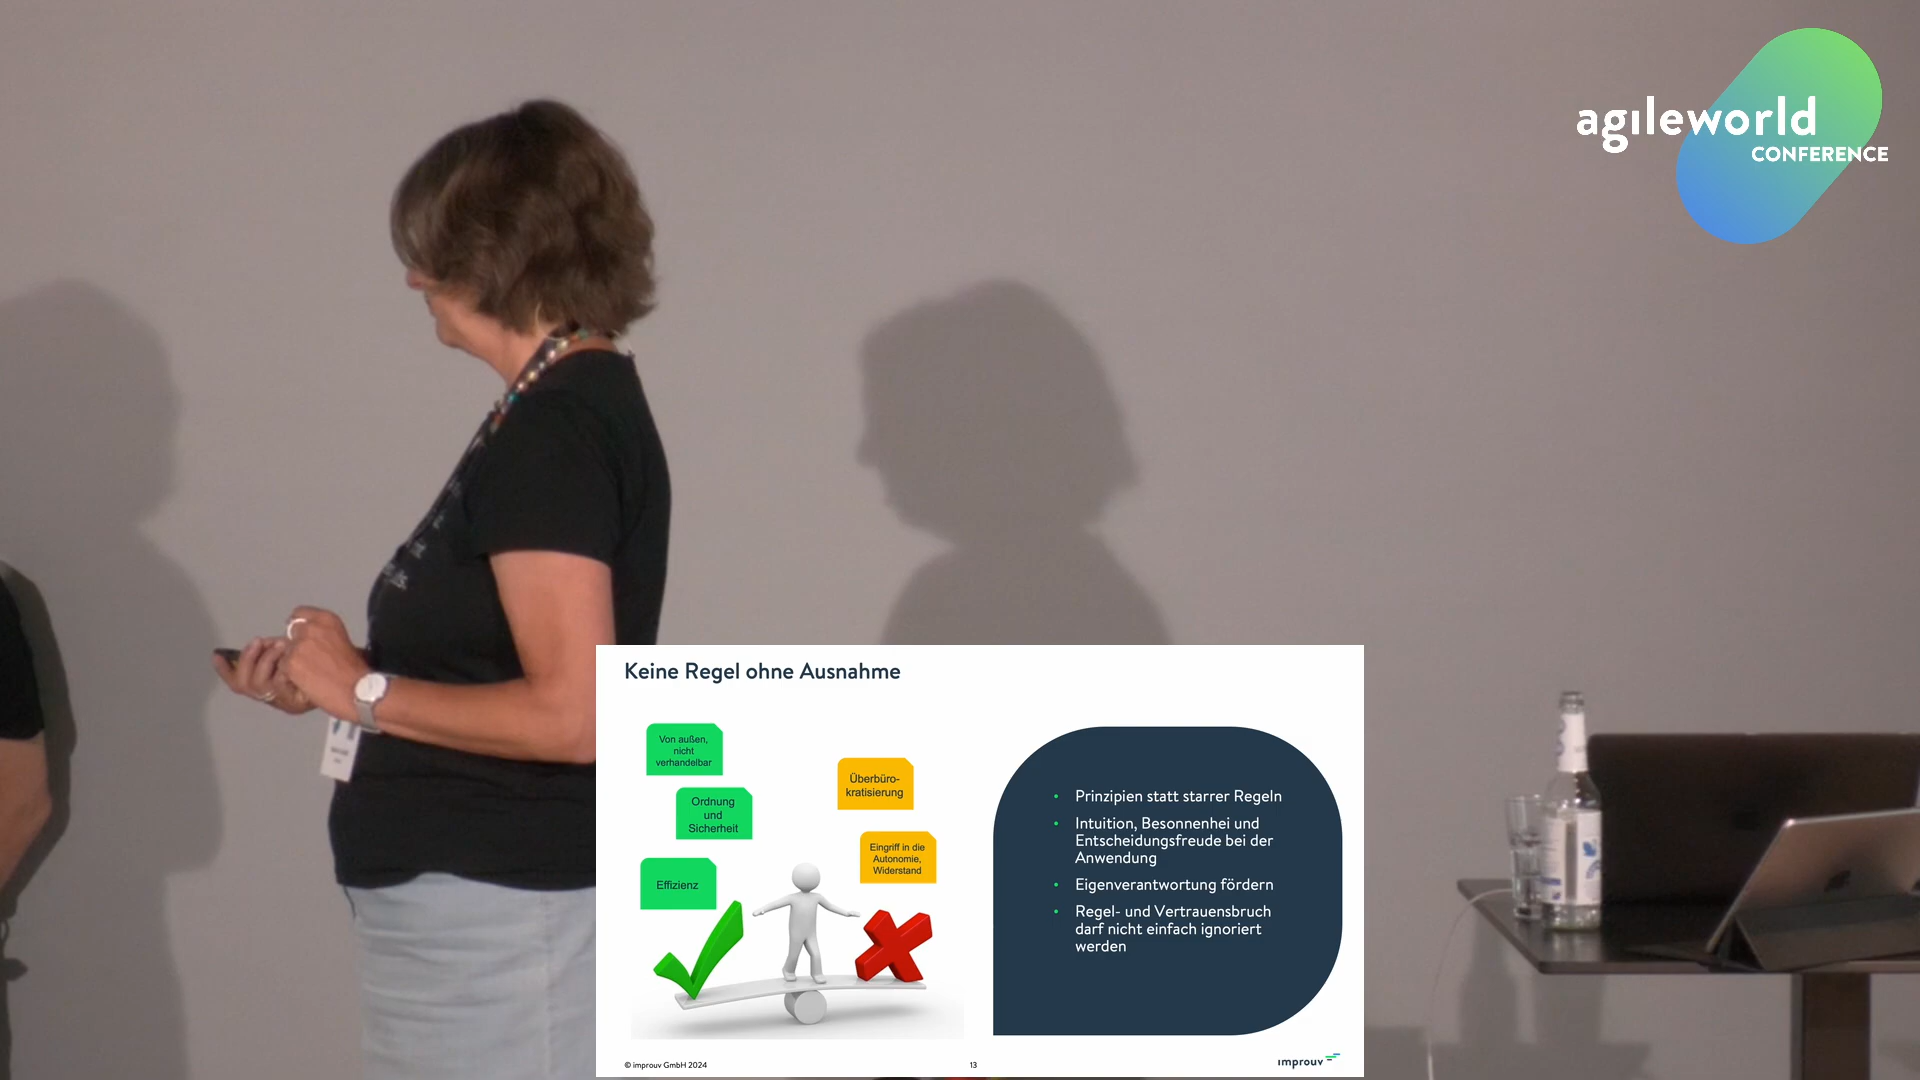 agileworld
CONFERENCE
Keine Regel ohne Ausnahme
Von außen,
nicht
verhandelbar
Ordnung
und
Sicherheit
Effizienz
Überbüro-
kratisierung
Eingriff in die
Autonomie,
Widerstand
• Prinzipien statt starrer Regeln
• Intuition, Besonnenhei und
Entscheidungsfreude bei der
Anwendung
• Eigenverantwortung fördern
• Regel- und Vertrauensbruch
darf nicht einfach ignoriert
werden
© improuv GmbH 2024
13
improuv